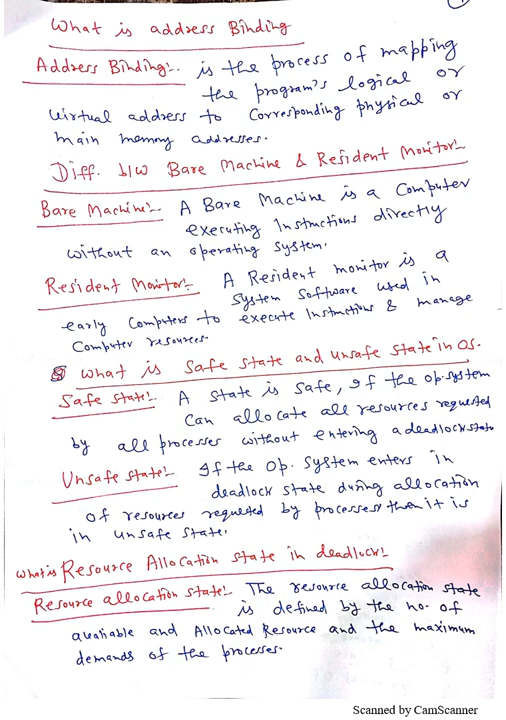 What is address Binding
Address Binding:- is the process of mapping
the program's logical or
virtual address to corresponding physical or
main memory addresses.
Diff. b/w Bare Machine & Resident Monitor:-
Bare Machine:- A Bare Machine is a Computer
executing Instructions directly
without an operating system.
Resident Monitor:- A Resident monitor is a
System Software used in
early Computers to execute Instructions & manage
Computer resources.
What is Safe state and unsafe state in OS.
Safe state:- A state is safe, If the op. system
Can allocate all resources requested
by all processes without entering a deadlock state
Unsafe state:- If the Op. System enters in
deadlock state during allocation
of resources requested by processes then it is
in unsafe state.
What is Resource Allocation state in deadlock:-
Resource allocation state:- The resource allocation state
is defined by the no. of
available and Allocated Resource and the maximum
demands of the processes.
Scanned by CamScanner